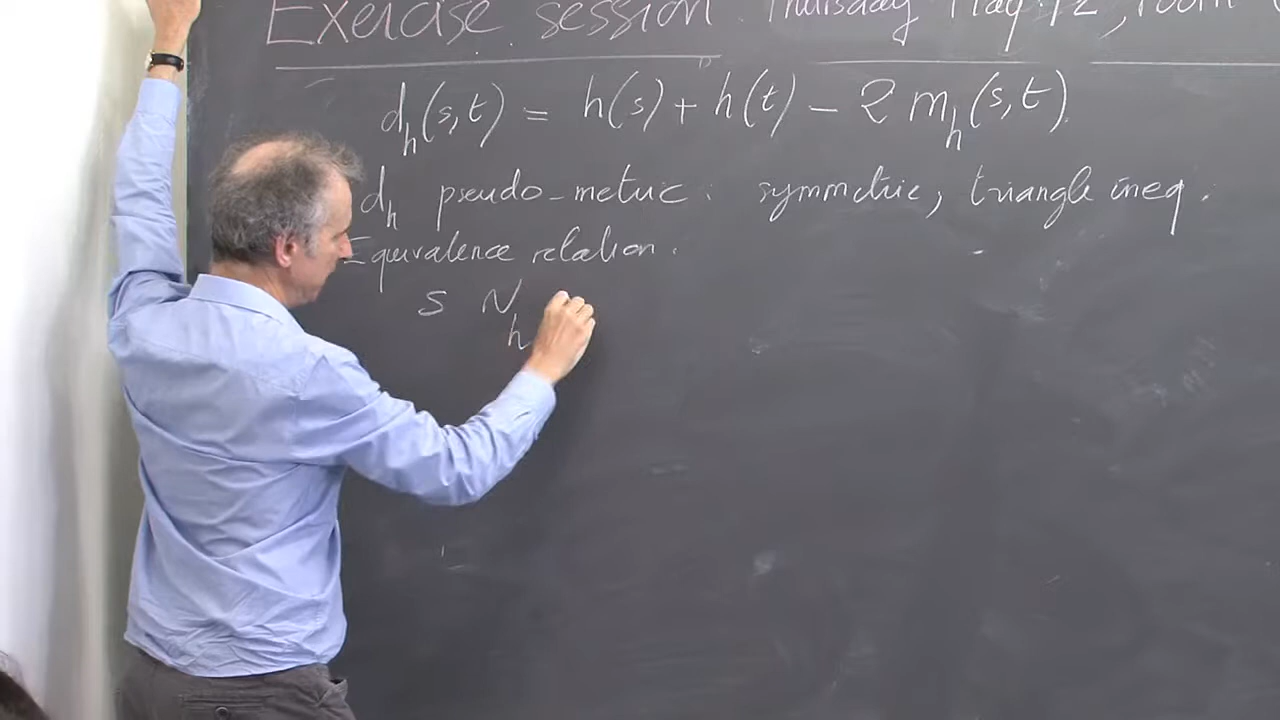 Exercise session Thursday May 12, room
d_h(s,t) = h(s) + h(t) - 2 m_h(s,t).
d_h pseudo-metric : symmetric, triangle ineq.
Equivalence relation.
s ~_h